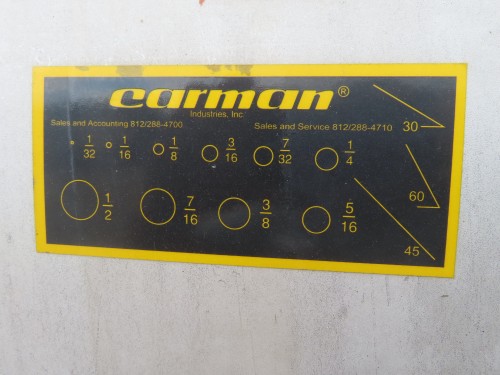 carman®
Industries, Inc.
Sales and Accounting 812/288-4700 Sales and Service 812/288-4710
30
1/32 1/16 1/8 3/16 7/32 1/4
60
1/2 7/16 3/8 5/16
45